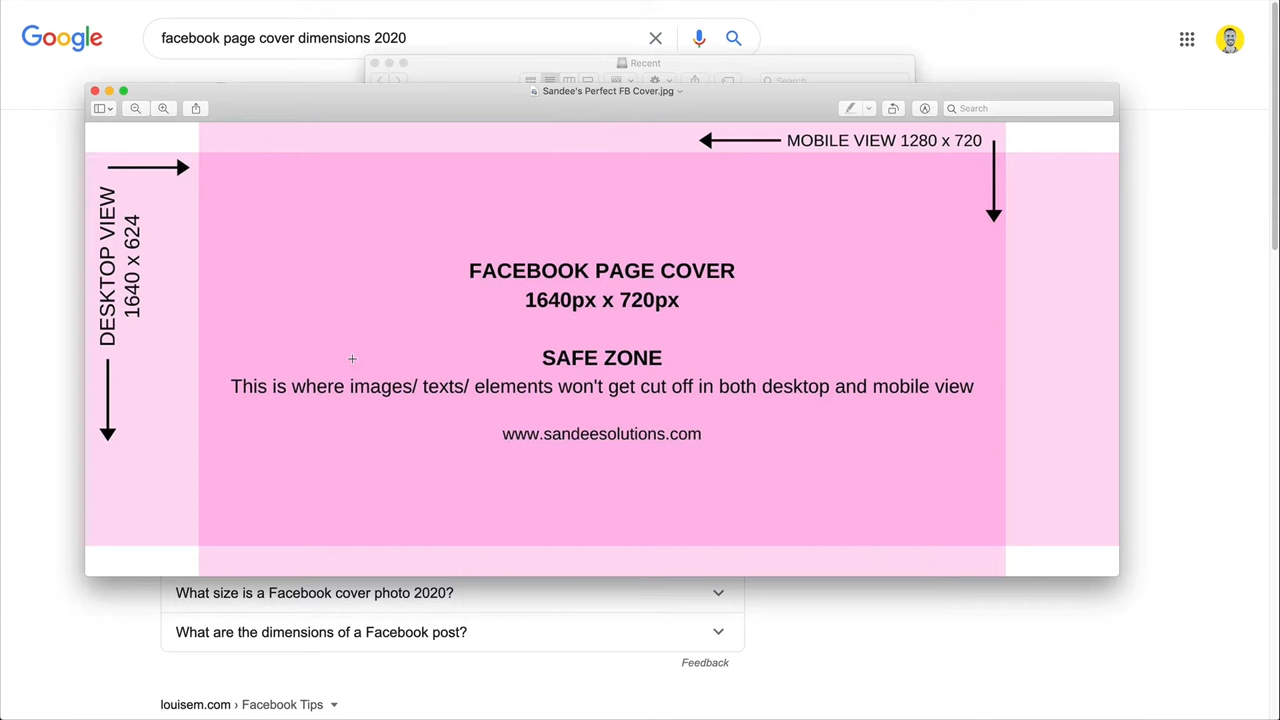 Google
facebook page cover dimensions 2020
Recent
Search
Sandee's Perfect FB Cover.jpg
Search
MOBILE VIEW 1280 x 720
DESKTOP VIEW
1640 x 624
FACEBOOK PAGE COVER
1640px x 720px
SAFE ZONE
This is where images/ texts/ elements won't get cut off in both desktop and mobile view
www.sandeesolutions.com
What size is a Facebook cover photo 2020?
What are the dimensions of a Facebook post?
Feedback
louisem.com › Facebook Tips